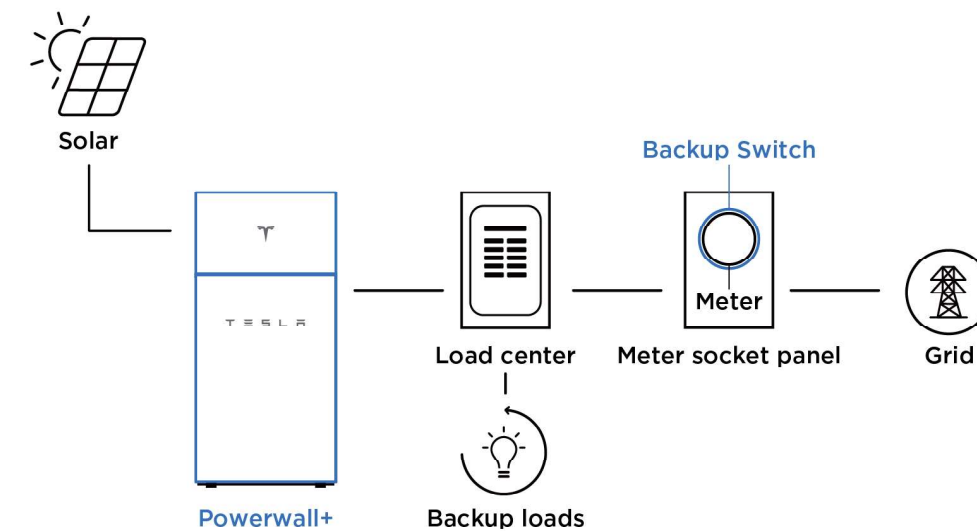 Solar
Backup Switch
TESLA
Meter
Load center
Meter socket panel
Grid
Powerwall+
Backup loads